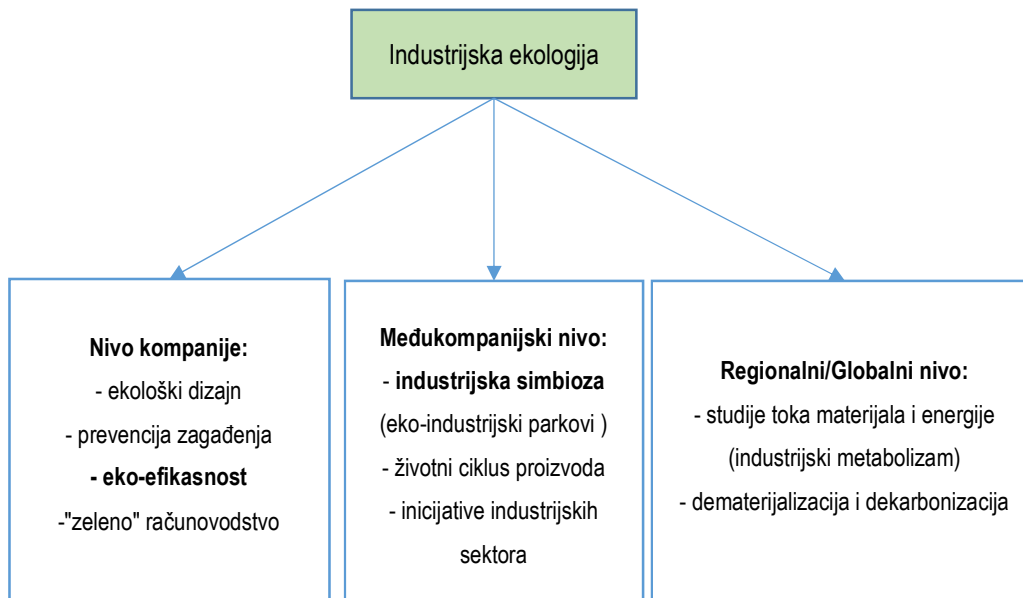 Industrijska ekologija
Nivo kompanije:
- ekološki dizajn
- prevencija zagađenja
- eko-efikasnost
-"zeleno" računovodstvo
Međukompanijski nivo:
- industrijska simbioza
(eko-industrijski parkovi )
- životni ciklus proizvoda
- inicijative industrijskih
sektora
Regionalni/Globalni nivo:
- studije toka materijala i energije
(industrijski metabolizam)
- dematerijalizacija i dekarbonizacija